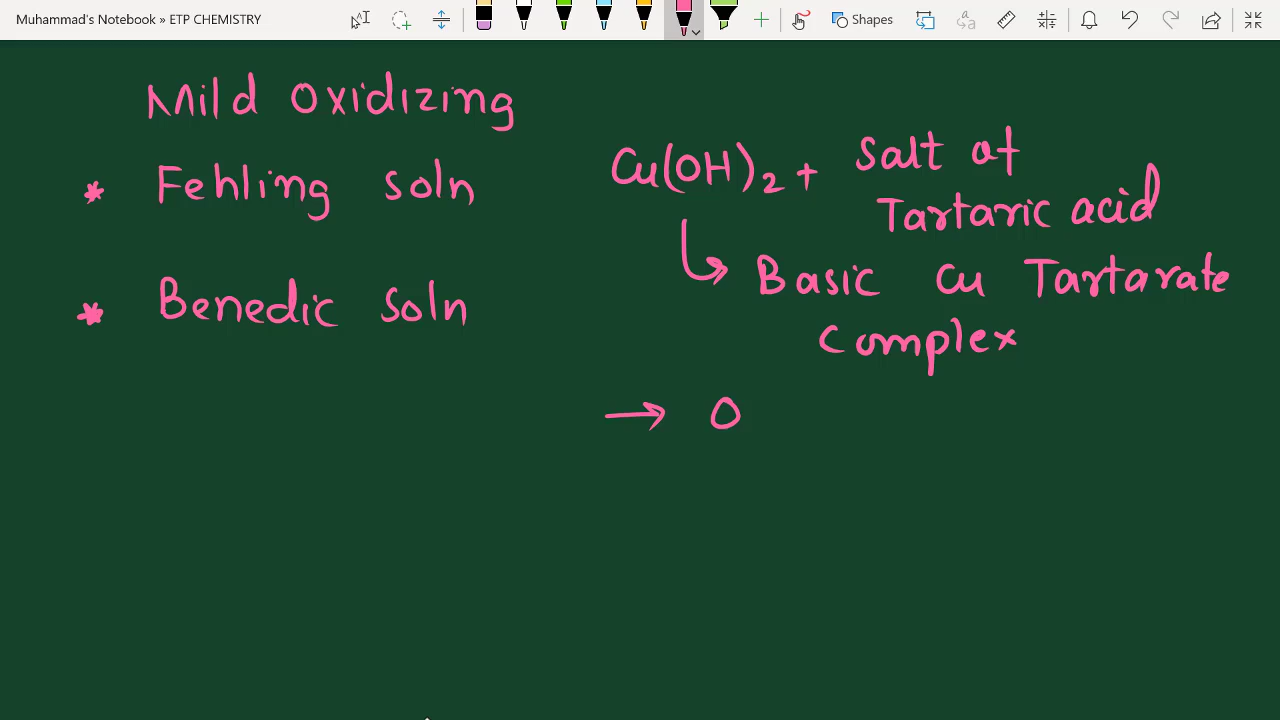 Muhammad's Notebook » ETP CHEMISTRY
Shapes
Mild Oxidizing
* Fehling soln
* Benedic soln
Cu(OH)2 + Salt of
Tartaric acid
↳ Basic Cu Tartarate
Complex
→ O